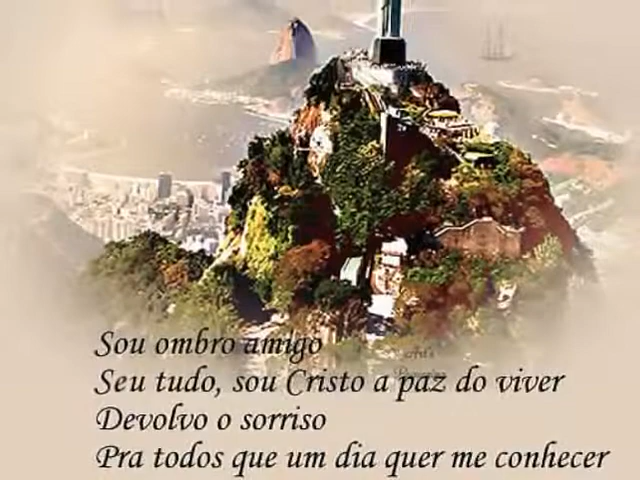 Sou ombro amigo
Seu tudo, sou Cristo a paz do viver
Devolvo o sorriso
Pra todos que um dia quer me conhecer